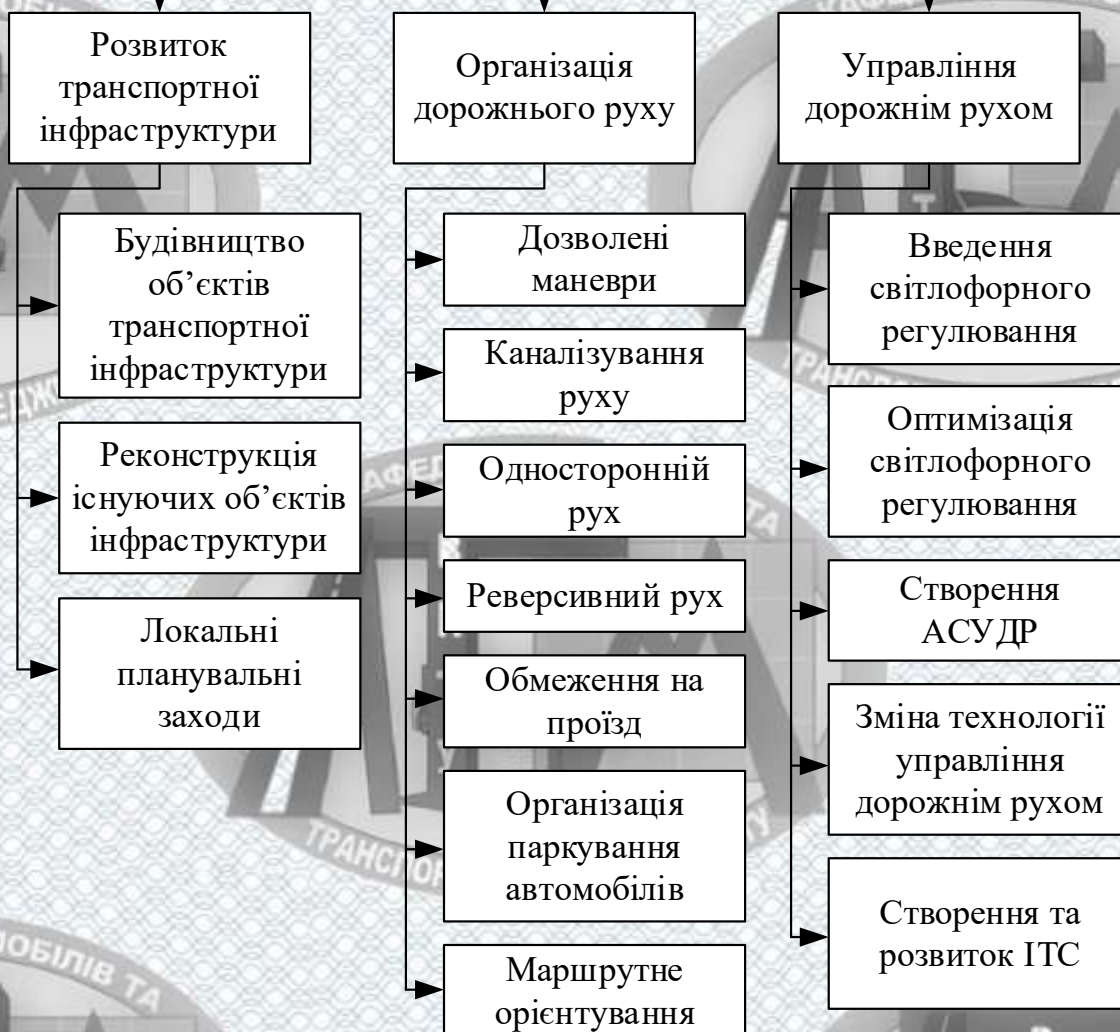 Розвиток
транспортної
інфраструктури
Будівництво
об’єктів
транспортної
інфраструктури
Реконструкція
існуючих об’єктів
інфраструктури
Локальні
планувальні
заходи
Організація
дорожнього руху
Дозволені
маневри
Каналізування
руху
Односторонній
рух
Реверсивний рух
Обмеження на
проїзд
Організація
паркування
автомобілів
Маршрутне
орієнтування
Управління
дорожнім рухом
Введення
світлофорного
регулювання
Оптимізація
світлофорного
регулювання
Створення
АСУДР
Зміна технології
управління
дорожнім рухом
Створення та
розвиток ІТС